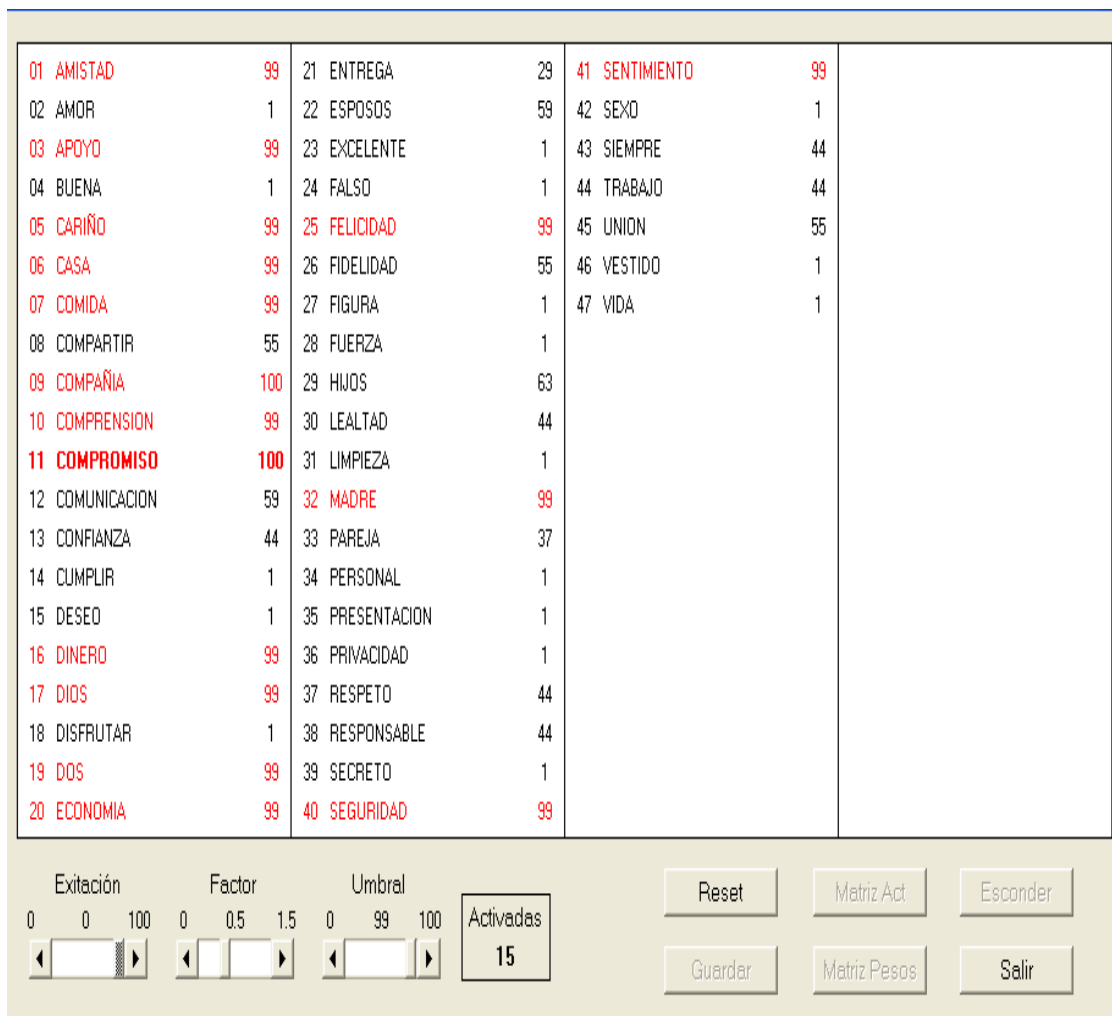 01 AMISTAD 99
02 AMOR 1
03 APOYO 99
04 BUENA 1
05 CARIÑO 99
06 CASA 99
07 COMIDA 99
08 COMPARTIR 55
09 COMPAÑIA 100
10 COMPRENSION 99
11 COMPROMISO 100
12 COMUNICACION 59
13 CONFIANZA 44
14 CUMPLIR 1
15 DESEO 1
16 DINERO 99
17 DIOS 99
18 DISFRUTAR 1
19 DOS 99
20 ECONOMIA 99
21 ENTREGA 29
22 ESPOSOS 59
23 EXCELENTE 1
24 FALSO 1
25 FELICIDAD 99
26 FIDELIDAD 55
27 FIGURA 1
28 FUERZA 1
29 HIJOS 63
30 LEALTAD 44
31 LIMPIEZA 1
32 MADRE 99
33 PAREJA 37
34 PERSONAL 1
35 PRESENTACION 1
36 PRIVACIDAD 1
37 RESPETO 44
38 RESPONSABLE 44
39 SECRETO 1
40 SEGURIDAD 99
41 SENTIMIENTO 99
42 SEXO 1
43 SIEMPRE 44
44 TRABAJO 44
45 UNION 55
46 VESTIDO 1
47 VIDA 1
Exitación
0 0 100
Factor
0 0.5 1.5
Umbral
0 99 100
Activadas
15
Reset
Matriz Act
Esconder
Guardar
Matriz Pesos
Salir